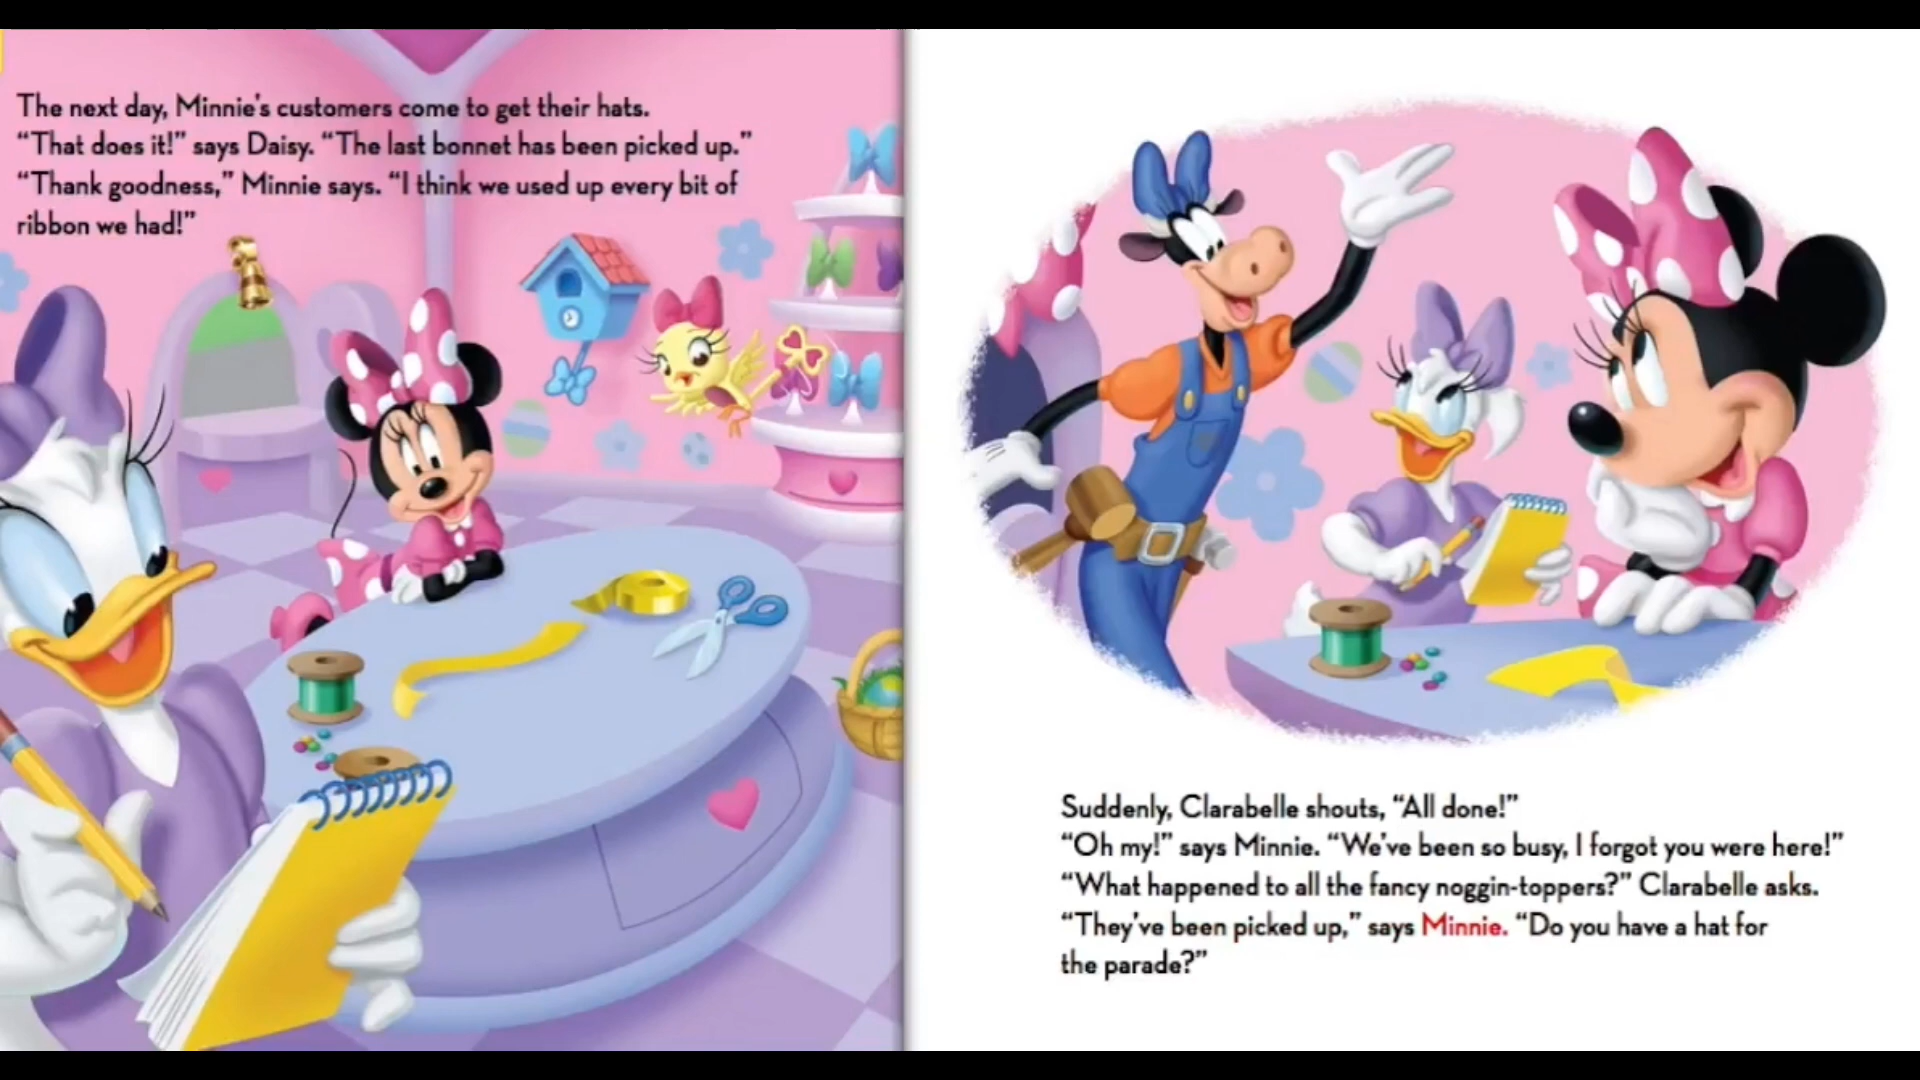 The next day, Minnie's customers come to get their hats.
“That does it!” says Daisy. “The last bonnet has been picked up.”
“Thank goodness,” Minnie says. “I think we used up every bit of
ribbon we had!”
Suddenly, Clarabelle shouts, “All done!”
“Oh my!” says Minnie. “We've been so busy, I forgot you were here!”
“What happened to all the fancy noggin-toppers?” Clarabelle asks.
“They've been picked up,” says Minnie. “Do you have a hat for
the parade?”